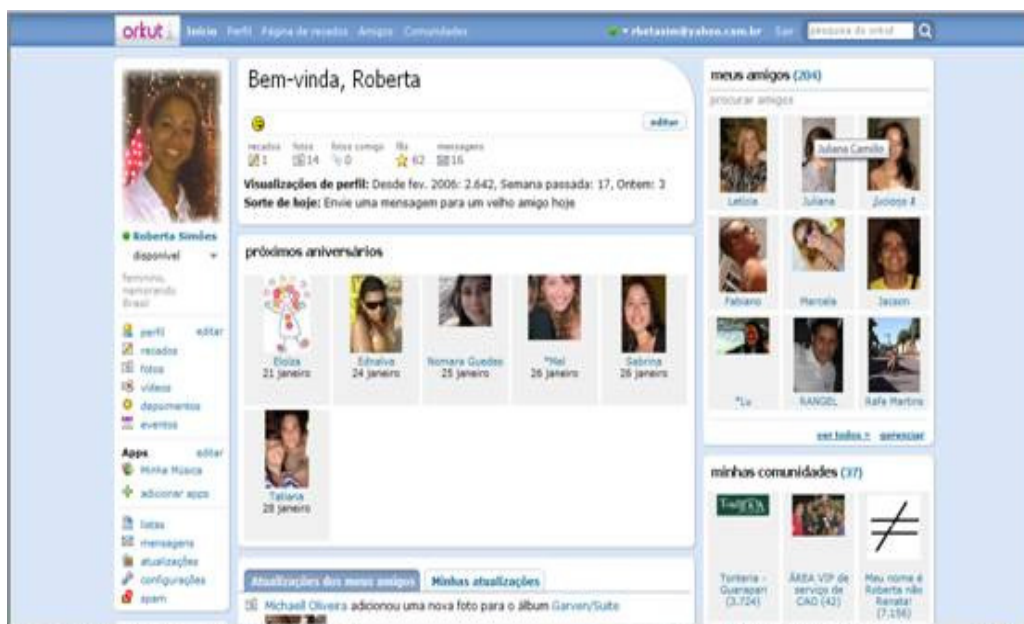 orkut
Início Perfil Página de recados Amigos Comunidades
Sair pesquisa do orkut
Bem-vinda, Roberta
editar
recados fotos fotos comigo fãs mensagens
1 14 0 62 16
Visualizações de perfil: Desde fev. 2006: 2.642, Semana passada: 17, Ontem: 3
Sorte de hoje: Envie uma mensagem para um velho amigo hoje
Roberta Simões
disponível
feminino,
namorando
Brasil
perfil editar
recados
fotos
vídeos
depoimentos
eventos
Apps editar
Minha Música
adicionar apps
listas
mensagens
atualizações
configurações
spam
próximos aniversários
Eloiza
21 janeiro
Ednalva
24 janeiro
Nomara Guedes
25 janeiro
*Mel
26 janeiro
Sabrina
26 janeiro
Tatiana
28 janeiro
Atualizações dos meus amigos Minhas atualizações
Michaell Oliveira adicionou uma nova foto para o álbum Garven/Suite
meus amigos (204)
procurar amigos
Juliana Camillo
Letícia Juliana
Fabiano Marcela Jacson
*Lu RANGEL Rafa Martins
ver todos » gerenciar
minhas comunidades (37)
Tonteria -
Guarapari
(3.724)
ÁREA VIP de
serviço de
CAO (42)
Meu nome é
Roberta não
Renata!
(7.156)